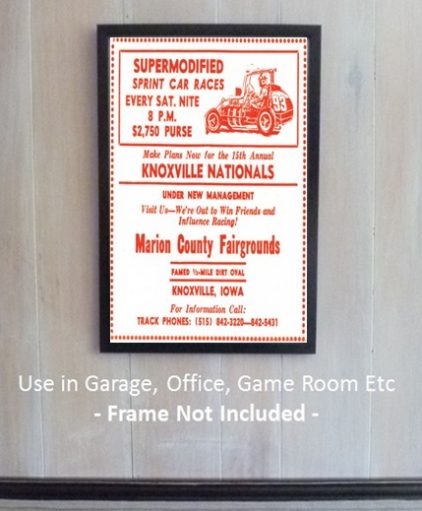 SUPERMODIFIED
SPRINT CAR RACES
EVERY SAT. NITE
8 P.M.
$2,750 PURSE
93
Make Plans Now for the 15th Annual
KNOXVILLE NATIONALS
UNDER NEW MANAGEMENT
Visit Us—We're Out to Win Friends and
Influence Racing!
Marion County Fairgrounds
FAMED ½-MILE DIRT OVAL
KNOXVILLE, IOWA
For Information Call:
TRACK PHONES: (515) 842-3220—842-5431
Use in Garage, Office, Game Room Etc
- Frame Not Included -